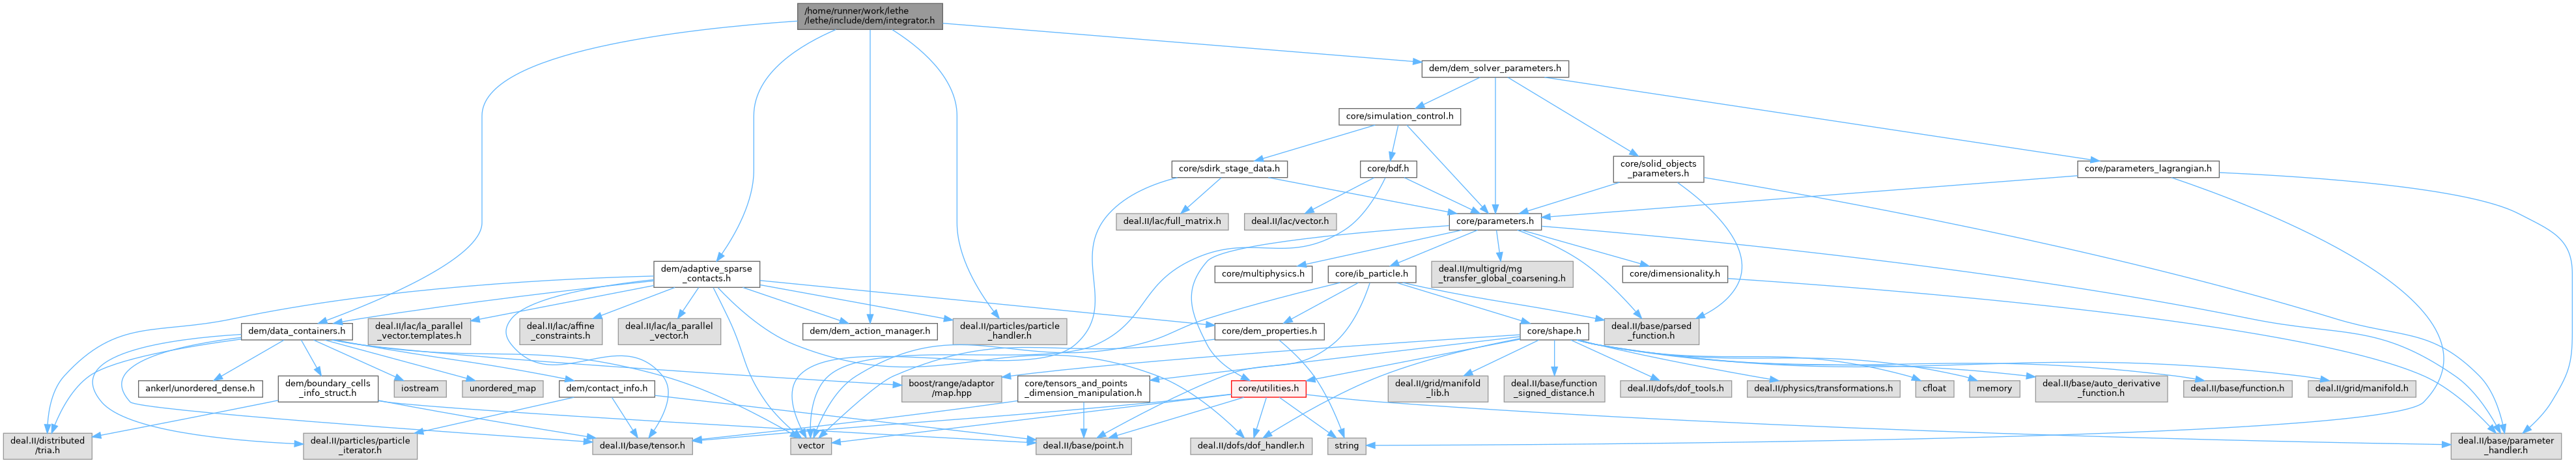 /home/runner/work/lethe
/lethe/include/dem/integrator.h
dem/dem_solver_parameters.h
core/simulation_control.h
core/sdirk_stage_data.h
core/bdf.h
core/solid_objects
_parameters.h
core/parameters_lagrangian.h
deal.II/lac/full_matrix.h
deal.II/lac/vector.h
core/parameters.h
dem/adaptive_sparse
_contacts.h
core/multiphysics.h
core/ib_particle.h
deal.II/multigrid/mg
_transfer_global_coarsening.h
core/dimensionality.h
dem/data_containers.h
deal.II/lac/la_parallel
_vector.templates.h
deal.II/lac/affine
_constraints.h
deal.II/lac/la_parallel
_vector.h
dem/dem_action_manager.h
deal.II/particles/particle
_handler.h
core/dem_properties.h
core/shape.h
deal.II/base/parsed
_function.h
ankerl/unordered_dense.h
dem/boundary_cells
_info_struct.h
iostream
unordered_map
dem/contact_info.h
boost/range/adaptor
/map.hpp
core/tensors_and_points
_dimension_manipulation.h
core/utilities.h
deal.II/grid/manifold
_lib.h
deal.II/base/function
_signed_distance.h
deal.II/dofs/dof_tools.h
deal.II/physics/transformations.h
cfloat
memory
deal.II/base/auto_derivative
_function.h
deal.II/base/function.h
deal.II/grid/manifold.h
deal.II/distributed
/tria.h
deal.II/particles/particle
_iterator.h
deal.II/base/tensor.h
vector
deal.II/base/point.h
deal.II/dofs/dof_handler.h
string
deal.II/base/parameter
_handler.h